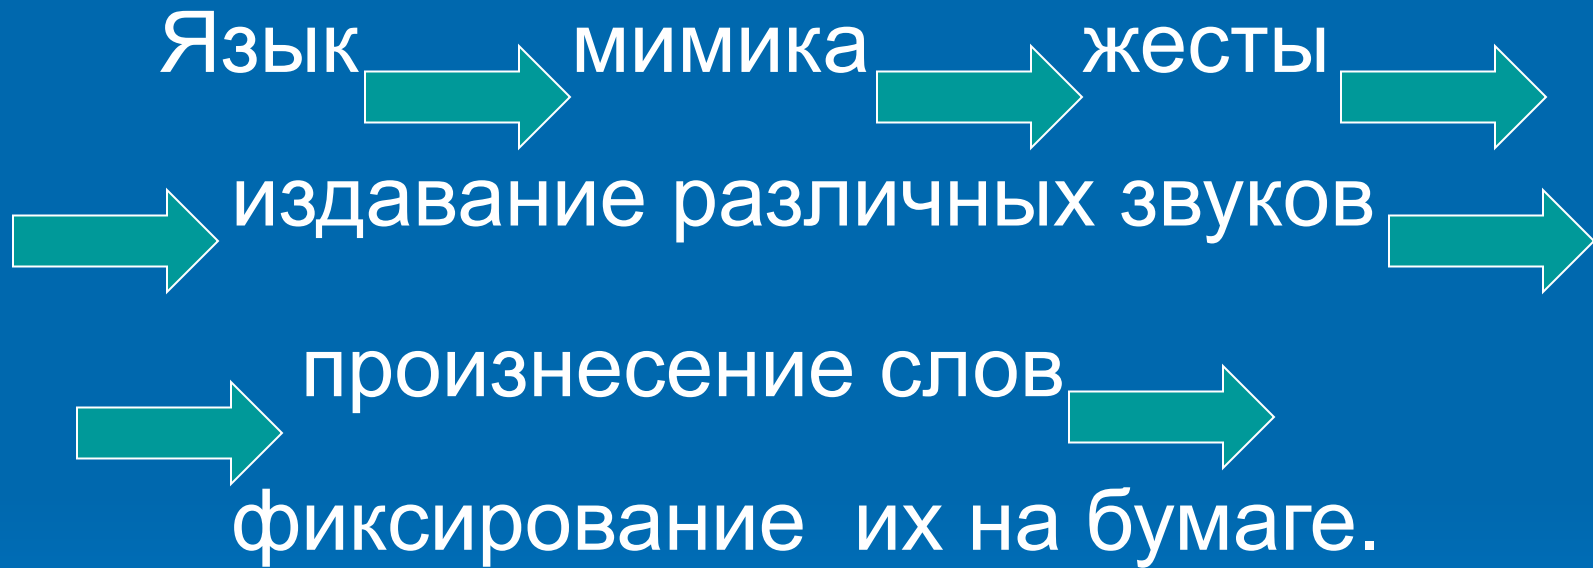 Язык мимика жесты
издавание различных звуков
произнесение слов
фиксирование их на бумаге.